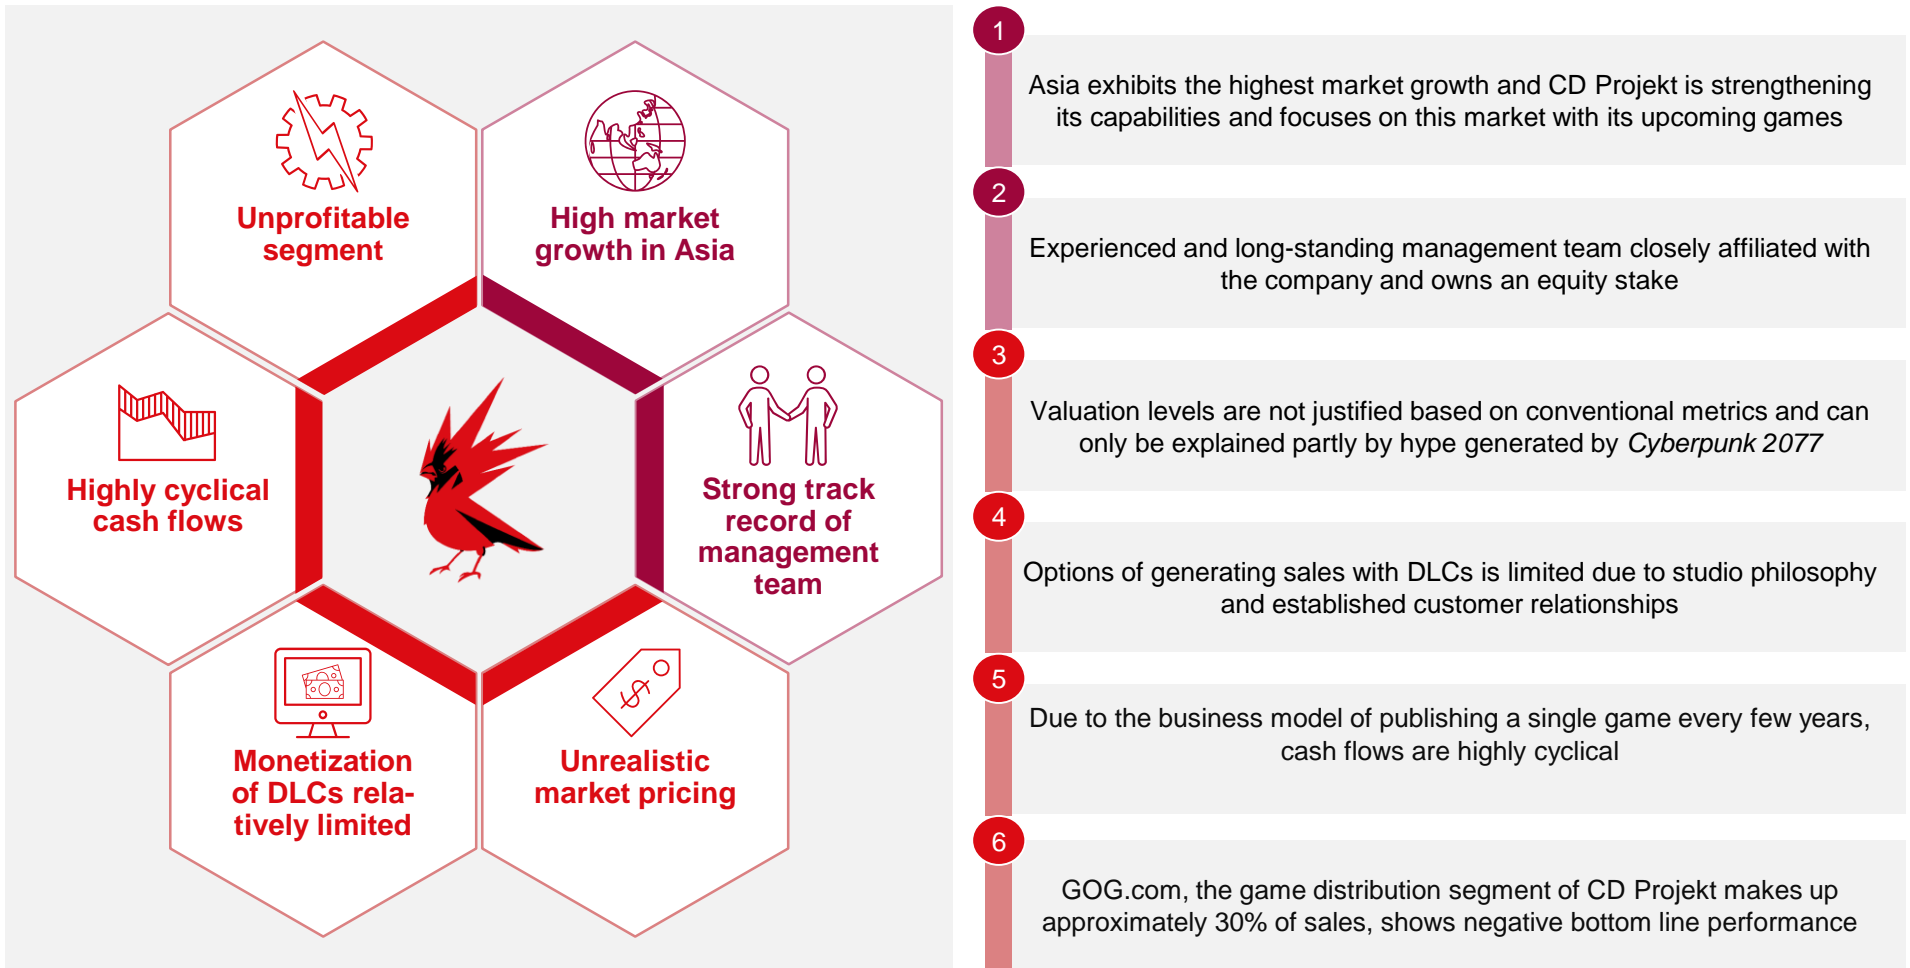 Unprofitable
segment
High market
growth in Asia
Highly cyclical
cash flows
Strong track
record of
management
team
Monetization
of DLCs rela-
tively limited
Unrealistic
market pricing
1
Asia exhibits the highest market growth and CD Projekt is strengthening
its capabilities and focuses on this market with its upcoming games
2
Experienced and long-standing management team closely affiliated with
the company and owns an equity stake
3
Valuation levels are not justified based on conventional metrics and can
only be explained partly by hype generated by Cyberpunk 2077
4
Options of generating sales with DLCs is limited due to studio philosophy
and established customer relationships
5
Due to the business model of publishing a single game every few years,
cash flows are highly cyclical
6
GOG.com, the game distribution segment of CD Projekt makes up
approximately 30% of sales, shows negative bottom line performance